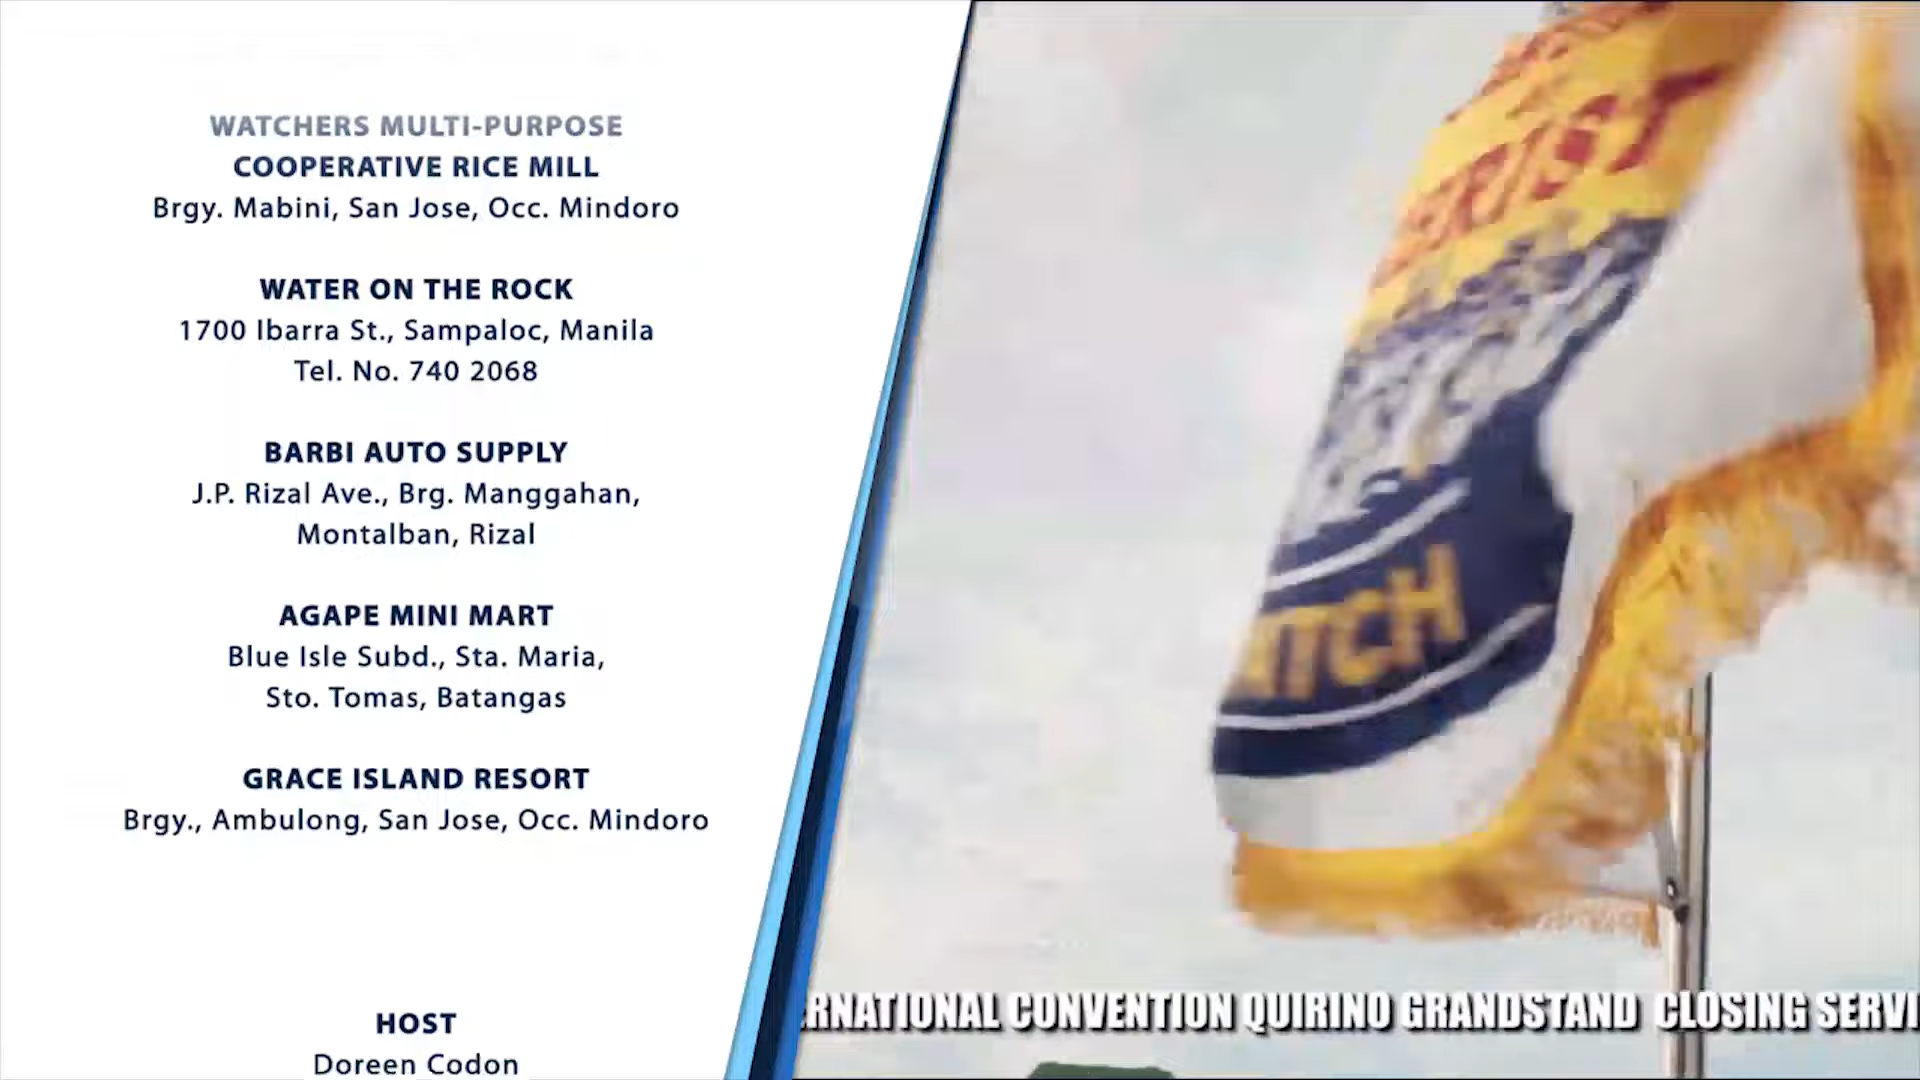 WATCHERS MULTI-PURPOSE
COOPERATIVE RICE MILL
Brgy. Mabini, San Jose, Occ. Mindoro
WATER ON THE ROCK
1700 Ibarra St., Sampaloc, Manila
Tel. No. 740 2068
BARBI AUTO SUPPLY
J.P. Rizal Ave., Brg. Manggahan,
Montalban, Rizal
AGAPE MINI MART
Blue Isle Subd., Sta. Maria,
Sto. Tomas, Batangas
GRACE ISLAND RESORT
Brgy., Ambulong, San Jose, Occ. Mindoro
HOST
Doreen Codon
RIST
ATCH
RNATIONAL CONVENTION QUIRINO GRANDSTAND CLOSING SERVI